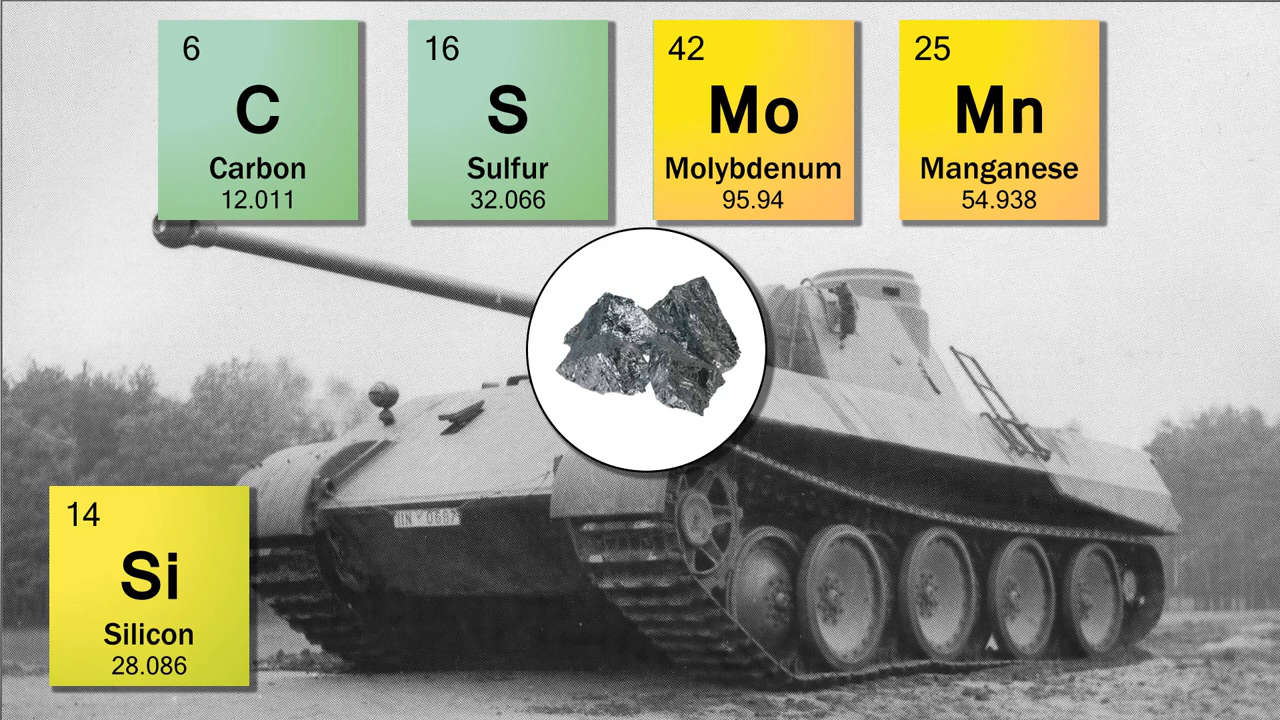 6
C
Carbon
12.011
16
S
Sulfur
32.066
42
Mo
Molybdenum
95.94
25
Mn
Manganese
54.938
14
Si
Silicon
28.086